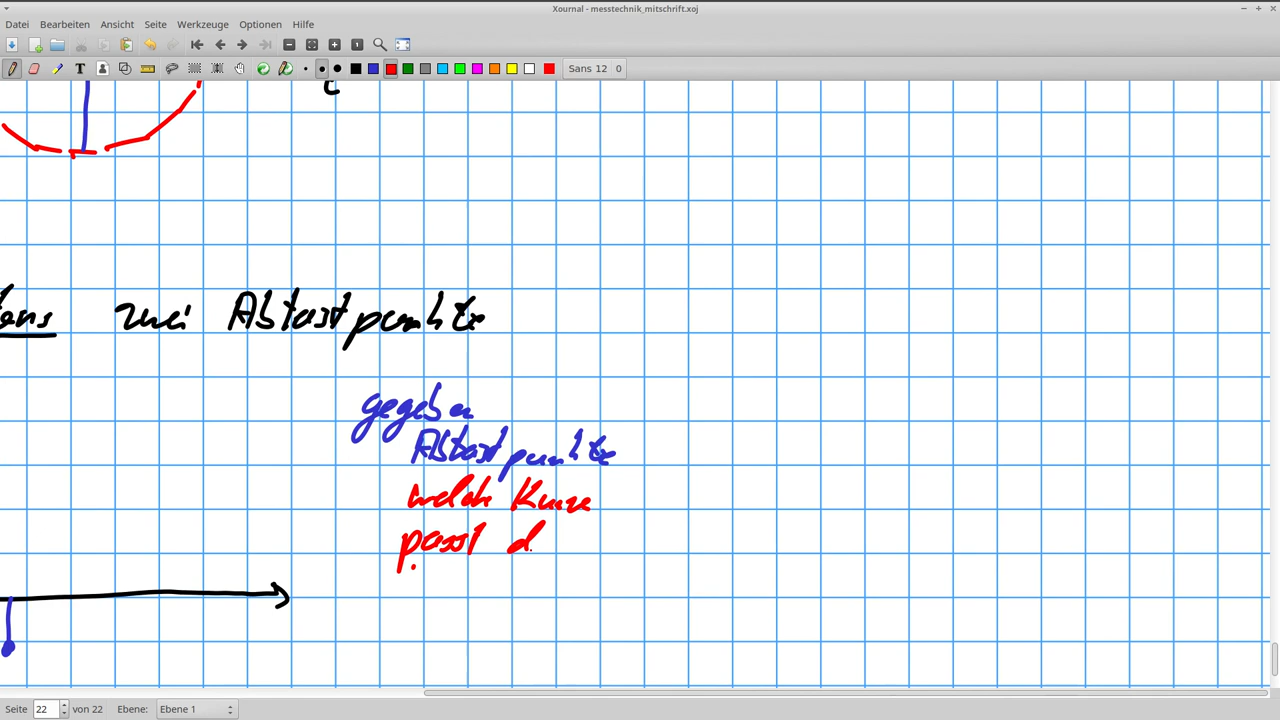 Xournal - messtechnik_mitschrift.xoj
Datei Bearbeiten Ansicht Seite Werkzeuge Optionen Hilfe
Sans 12 0
t
zwei Abtastpunkte
gegeben
Abtastpunkte
welche Kurve
passt d
Seite 22 von 22 Ebene: Ebene 1